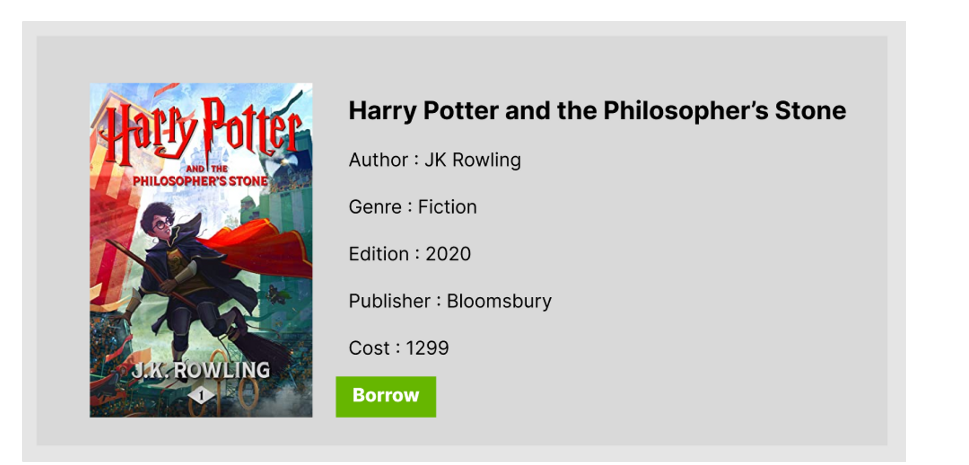 Harry Potter
AND THE
PHILOSOPHER'S STONE
J.K. ROWLING
1
Harry Potter and the Philosopher’s Stone
Author : JK Rowling
Genre : Fiction
Edition : 2020
Publisher : Bloomsbury
Cost : 1299
Borrow